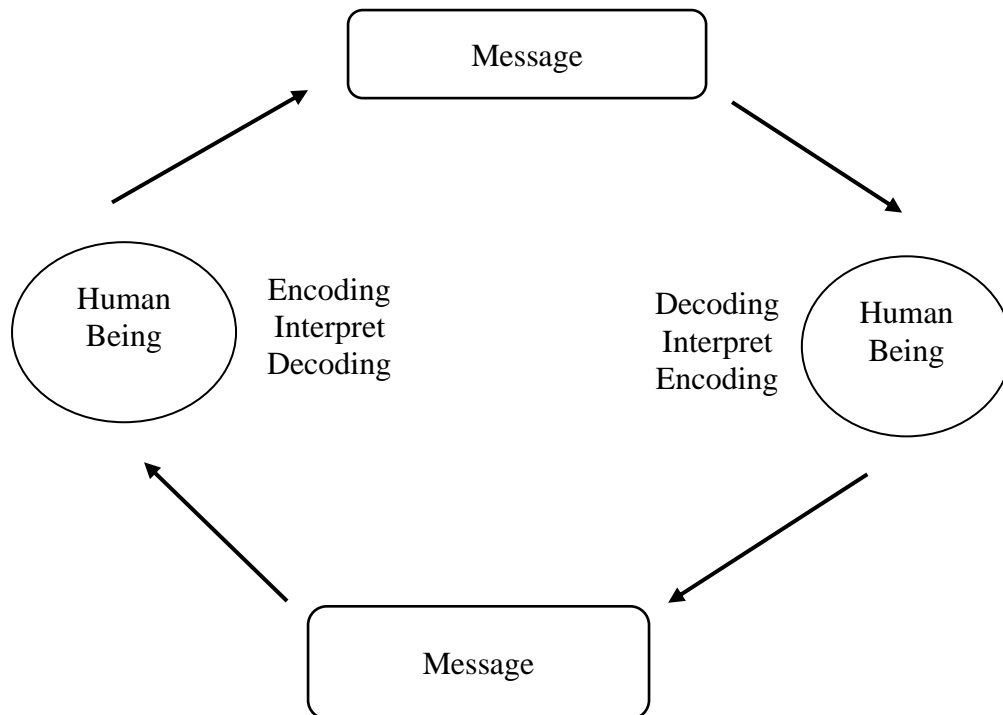 Message
Human
Being
Encoding
Interpret
Decoding
Decoding
Interpret
Encoding
Human
Being
Message